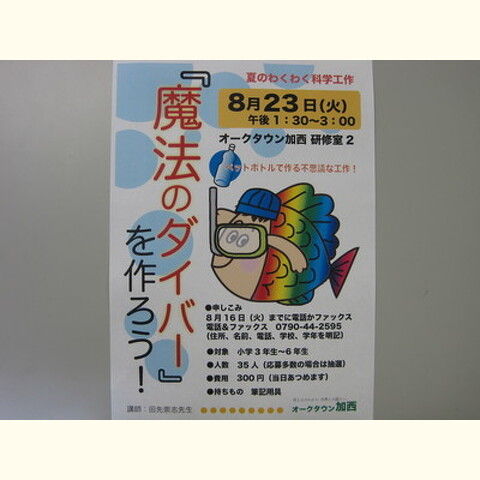 夏のわくわく科学工作
8月23日(火)
午後1：30〜3：00
オークタウン加西 研修室2
ペットボトルで作る不思議な工作！
『魔法のダイバー』
を作ろう！
●申しこみ
8月16日（火）までに電話かファックス
電話&ファックス 0790-44-2595
(住所、名前、電話、学校、学年を明記)
●対象 小学3年生〜6年生
●人数 35人（応募多数の場合は抽選）
●費用 300円（当日あつめます）
●持ちもの 筆記用具
オークタウン加西
講師：田先崇志先生